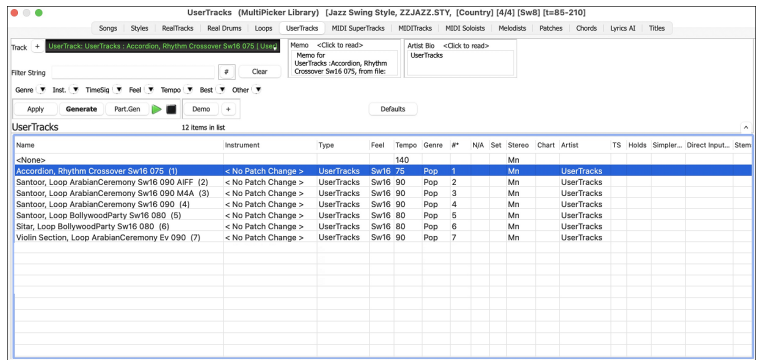 UserTracks (MultiPicker Library) [Jazz Swing Style, ZZJAZZ.STY, [Country] [4/4] [Sw8] [t=85-210]
Songs Styles RealTracks Real Drums Loops UserTracks MIDI SuperTracks MIDITracks MIDI Soloists Melodists Patches Chords Lyrics AI Titles
Track + UserTrack: UserTracks : Accordion, Rhythm Crossover Sw16 075 | User
Memo <Click to read>
Memo for
UserTracks :Accordion, Rhythm
Crossover Sw16 075, from file:
Artist Bio <Click to read>
UserTracks
Filter String # Clear
Genre Inst. TimeSig Feel Tempo Best Other
Apply Generate Part.Gen Demo + Defaults
UserTracks 12 items in list
Name Instrument Type Feel Tempo Genre #* N/A Set Stereo Chart Artist TS Holds Simpler... Direct Input... Stem
<None> 140 Mn
Accordion, Rhythm Crossover Sw16 075 (1) < No Patch Change > UserTracks Sw16 75 Pop 1 Mn UserTracks
Santoor, Loop ArabianCeremony Sw16 090 AIFF (2) < No Patch Change > UserTracks Sw16 90 Pop 2 Mn UserTracks
Santoor, Loop ArabianCeremony Sw16 090 M4A (3) < No Patch Change > UserTracks Sw16 90 Pop 3 Mn UserTracks
Santoor, Loop ArabianCeremony Sw16 090 (4) < No Patch Change > UserTracks Sw16 90 Pop 4 Mn UserTracks
Santoor, Loop BollywoodParty Sw16 080 (5) < No Patch Change > UserTracks Sw16 80 Pop 5 Mn UserTracks
Sitar, Loop BollywoodParty Sw16 080 (6) < No Patch Change > UserTracks Sw16 80 Pop 6 Mn UserTracks
Violin Section, Loop ArabianCeremony Ev 090 (7) < No Patch Change > UserTracks Sw16 90 Pop 7 Mn UserTracks